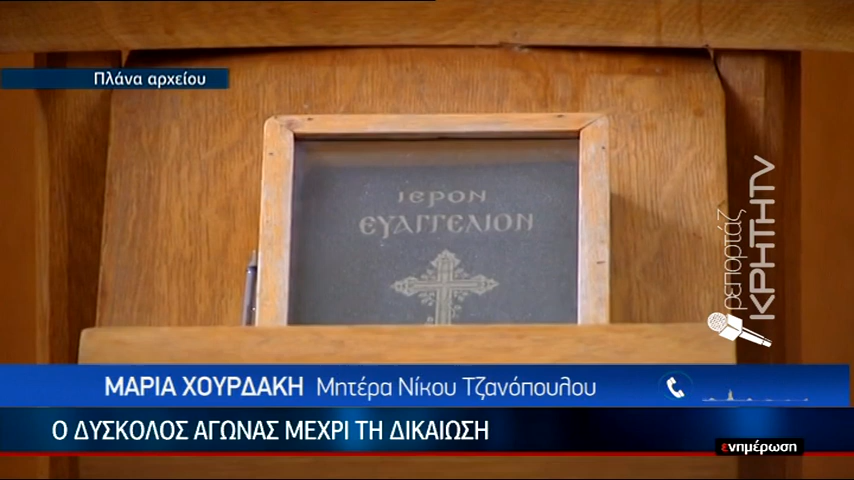 Πλάνα αρχείου
ΙΕΡΟΝ
ΕΥΑΓΓΕΛΙΟΝ
ρεπορτάζ
ΚΡΗΤΗTV
ΜΑΡΙΑ ΧΟΥΡΔΑΚΗ Μητέρα Νίκου Τζανόπουλου
Ο ΔΥΣΚΟΛΟΣ ΑΓΩΝΑΣ ΜΕΧΡΙ ΤΗ ΔΙΚΑΙΩΣΗ
ενημέρωση